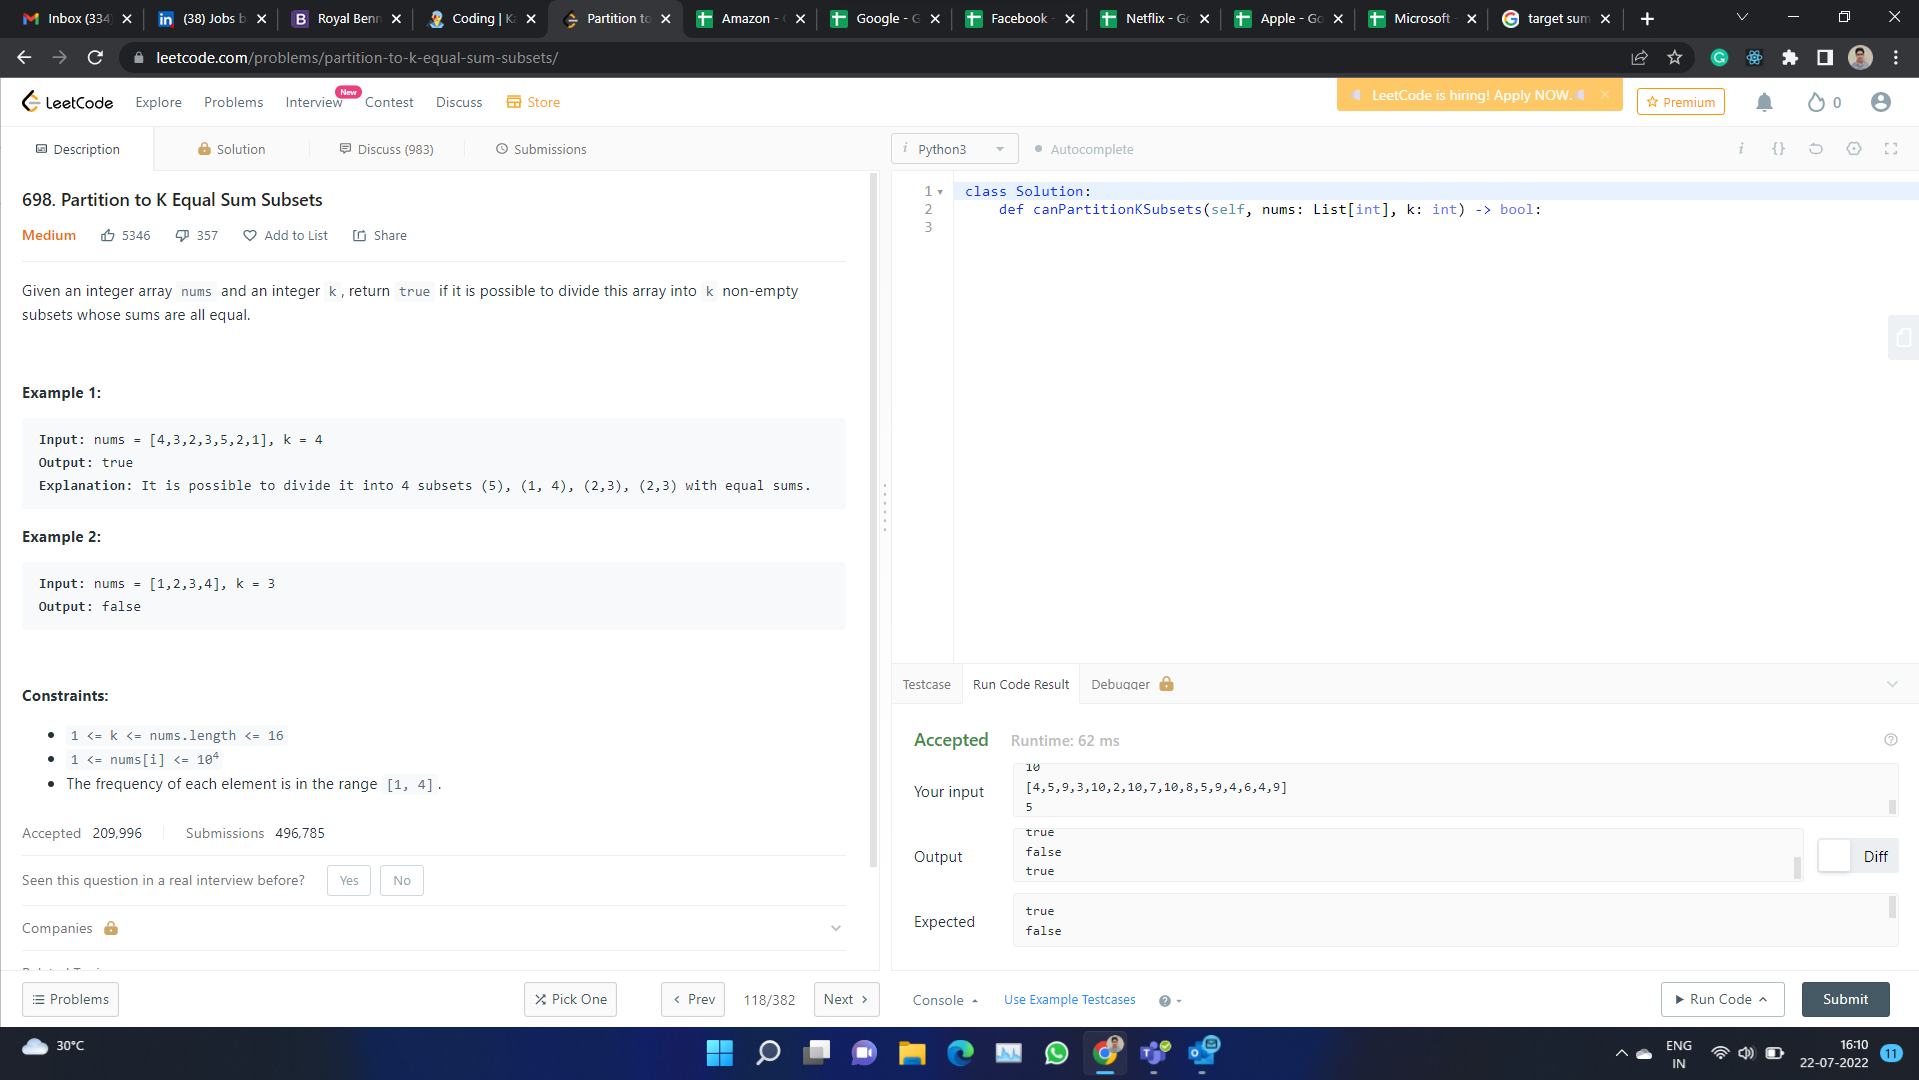 Inbox (334
(38) Jobs b
Royal Benn
Coding | Ka
Partition to
Amazon - G
Google - G
Facebook -
Netflix - Go
Apple - Go
Microsoft -
target sum
leetcode.com/problems/partition-to-k-equal-sum-subsets/
LeetCode
Explore
Problems
Interview
New
Contest
Discuss
Store
LeetCode is hiring! Apply NOW.
Premium
0
Description
Solution
Discuss (983)
Submissions
i Python3
Autocomplete
i {}
698. Partition to K Equal Sum Subsets
Medium 5346 357 Add to List Share
Given an integer array nums and an integer k, return true if it is possible to divide this array into k non-empty
subsets whose sums are all equal.
Example 1:
Input: nums = [4,3,2,3,5,2,1], k = 4
Output: true
Explanation: It is possible to divide it into 4 subsets (5), (1, 4), (2,3), (2,3) with equal sums.
Example 2:
Input: nums = [1,2,3,4], k = 3
Output: false
Constraints:
1 <= k <= nums.length <= 16
1 <= nums[i] <= 10⁴
The frequency of each element is in the range [1, 4].
Accepted 209,996 Submissions 496,785
Seen this question in a real interview before? Yes No
Companies
Problems
Pick One
Prev
118/382
Next
1 class Solution:
2 def canPartitionKSubsets(self, nums: List[int], k: int) -> bool:
3
Testcase
Run Code Result
Debugger
Accepted Runtime: 62 ms
Your input
10
[4,5,9,3,10,2,10,7,10,8,5,9,4,6,4,9]
5
Output
true
false
true
Diff
Expected
true
false
Console
Use Example Testcases
Run Code
Submit
30°C
ENG
IN
16:10
22-07-2022
11